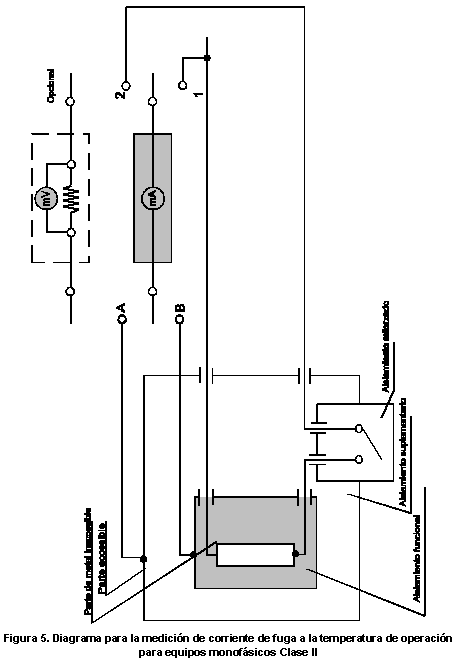 Opcional
mV
mA
2
1
A
B
Parte de metal inaccesible
Parte accesible
Aislamiento reforzado
Aislamiento suplementario
Aislamiento funcional
Figura 5. Diagrama para la medición de corriente de fuga a la temperatura de operación
para equipos monofásicos Clase II